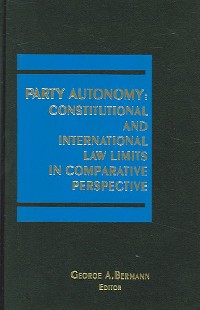 PARTY AUTONOMY:
CONSTITUTIONAL
AND
INTERNATIONAL
LAW LIMITS
IN COMPARATIVE
PERSPECTIVE
GEORGE A. BERMANN
EDITOR